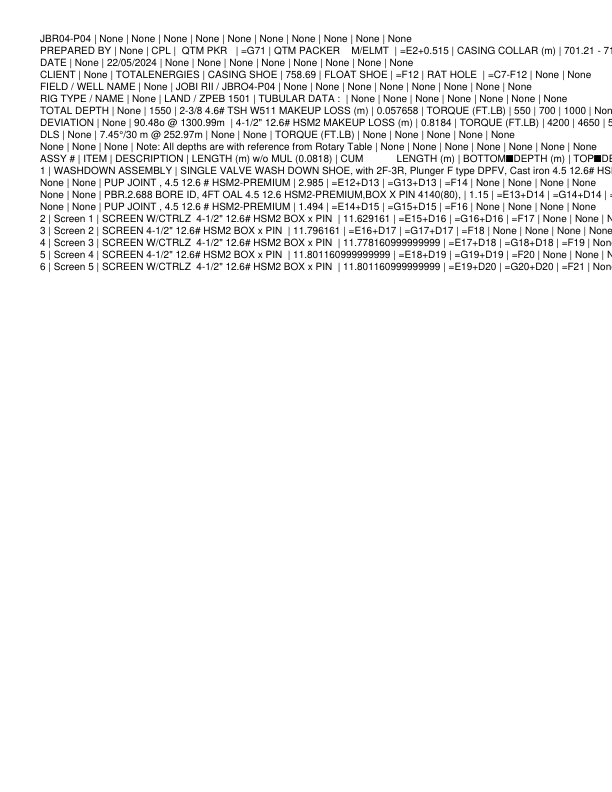 JBR04-P04 | None | None | None | None | None | None | None | None | None
PREPARED BY | None | CPL |  QTM PKR   | =G71 | QTM PACKER    M/ELMT  | =E2+0.515 | CASING COLLAR (m) | 701.21 - 71
DATE | None | 22/05/2024 | None | None | None | None | None | None | None
CLIENT | None | TOTALENERGIES | CASING SHOE | 758.69 | FLOAT SHOE | =F12 | RAT HOLE  | =C7-F12 | None | None
FIELD / WELL NAME | None | JOBI RII / JBRO4-P04 | None | None | None | None | None | None | None
RIG TYPE / NAME | None | LAND / ZPEB 1501 | TUBULAR DATA :  | None | None | None | None | None | None
TOTAL DEPTH | None | 1550 | 2-3/8 4.6# TSH W511 MAKEUP LOSS (m) | 0.057658 | TORQUE (FT.LB) | 550 | 700 | 1000 | Non
DEVIATION | None | 90.48o @ 1300.99m  | 4-1/2" 12.6# HSM2 MAKEUP LOSS (m) | 0.8184 | TORQUE (FT.LB) | 4200 | 4650 | 5
DLS | None | 7.45°/30 m @ 252.97m | None | None | TORQUE (FT.LB) | None | None | None | None
None | None | None | Note: All depths are with reference from Rotary Table | None | None | None | None | None | None
ASSY # | ITEM | DESCRIPTION | LENGTH (m) w/o MUL (0.0818) | CUM           LENGTH (m) | BOTTOM■DEPTH (m) | TOP■DE
1 | WASHDOWN ASSEMBLY | SINGLE VALVE WASH DOWN SHOE, with 2F-3R, Plunger F type DPFV, Cast iron 4.5 12.6# HS
None | None | PUP JOINT , 4.5 12.6 # HSM2-PREMIUM | 2.985 | =E12+D13 | =G13+D13 | =F14 | None | None | None
None | None | PBR.2.688 BORE ID, 4FT OAL 4.5 12.6 HSM2-PREMIUM,BOX X PIN 4140(80), | 1.15 | =E13+D14 | =G14+D14 | =
None | None | PUP JOINT , 4.5 12.6 # HSM2-PREMIUM | 1.494 | =E14+D15 | =G15+D15 | =F16 | None | None | None
2 | Screen 1 | SCREEN W/CTRLZ  4-1/2" 12.6# HSM2 BOX x PIN  | 11.629161 | =E15+D16 | =G16+D16 | =F17 | None | None | N
3 | Screen 2 | SCREEN 4-1/2" 12.6# HSM2 BOX x PIN  | 11.796161 | =E16+D17 | =G17+D17 | =F18 | None | None | None
4 | Screen 3 | SCREEN W/CTRLZ  4-1/2" 12.6# HSM2 BOX x PIN  | 11.778160999999999 | =E17+D18 | =G18+D18 | =F19 | Non
5 | Screen 4 | SCREEN 4-1/2" 12.6# HSM2 BOX x PIN  | 11.801160999999999 | =E18+D19 | =G19+D19 | =F20 | None | None | N
6 | Screen 5 | SCREEN W/CTRLZ  4-1/2" 12.6# HSM2 BOX x PIN  | 11.801160999999999 | =E19+D20 | =G20+D20 | =F21 | Non